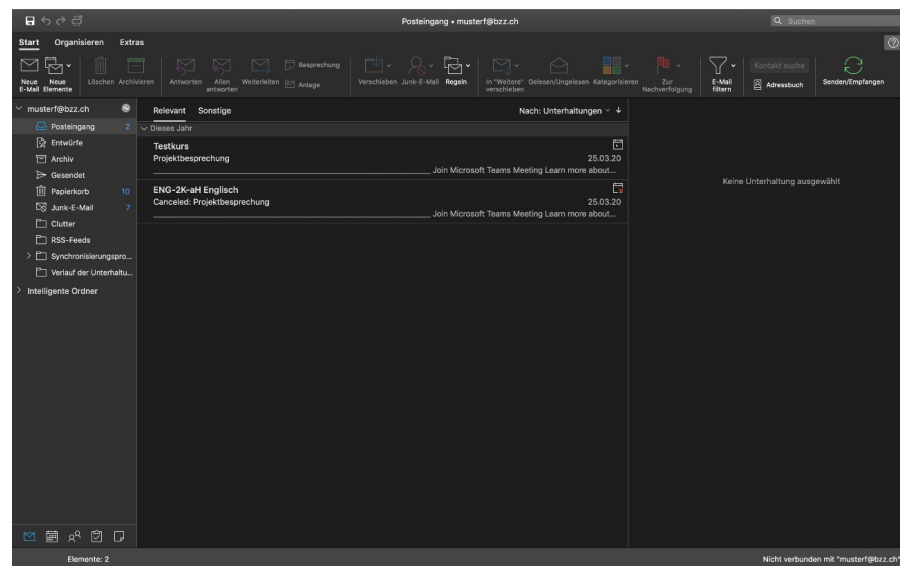 Posteingang • musterf@bzz.ch
Suchen
Start Organisieren Extras
Neue E-Mail
Neue Elemente
Löschen
Archivieren
Antworten
Allen antworten
Weiterleiten
Besprechung
Anlage
Verschieben
Junk-E-Mail
Regeln
In "Weitere" verschieben
Gelesen/Ungelesen
Kategorisieren
Zur Nachverfolgung
E-Mail filtern
Kontakt suche
Adressbuch
Senden/Empfangen
musterf@bzz.ch
Posteingang 2
Entwürfe
Archiv
Gesendet
Papierkorb 10
Junk-E-Mail 7
Clutter
RSS-Feeds
Synchronisierungspro...
Verlauf der Unterhaltu...
Intelligente Ordner
Relevant Sonstige Nach: Unterhaltungen
Dieses Jahr
Testkurs
Projektbesprechung 25.03.20
Join Microsoft Teams Meeting Learn more about...
ENG-2K-aH Englisch
Canceled: Projektbesprechung 25.03.20
Join Microsoft Teams Meeting Learn more about...
Keine Unterhaltung ausgewählt
Elemente: 2
Nicht verbunden mit "musterf@bzz.ch"